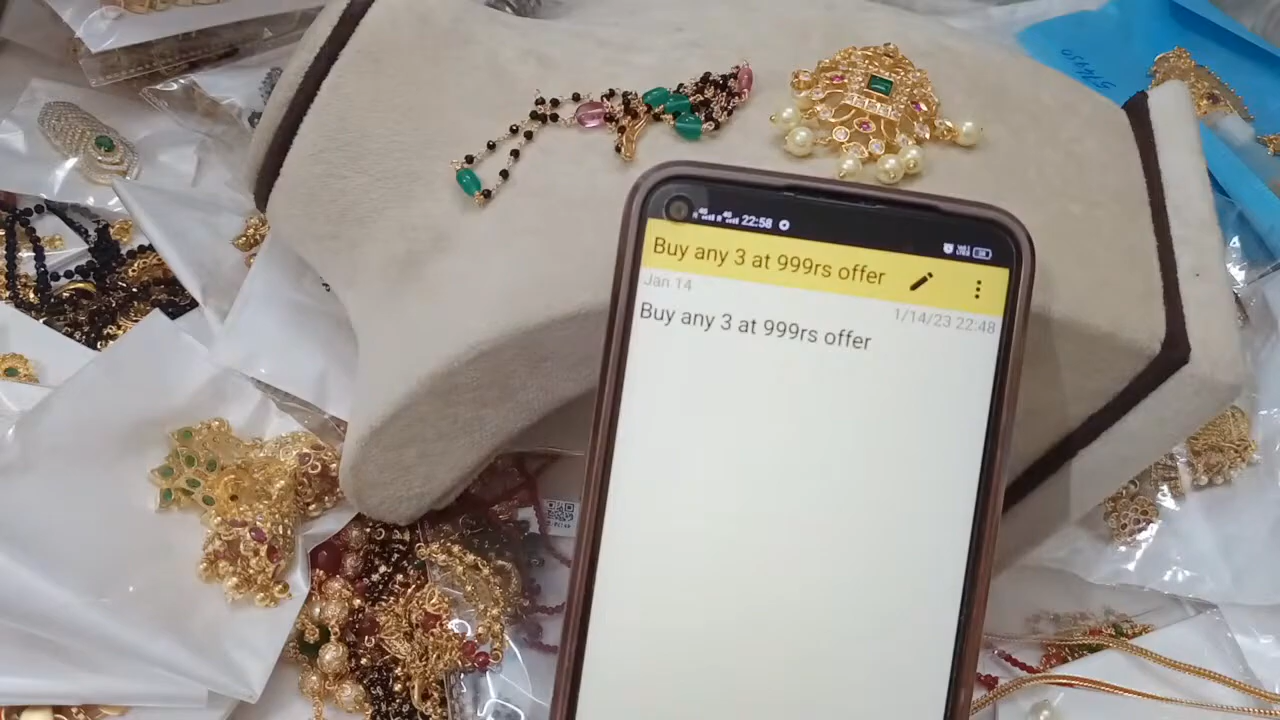 22:58
Buy any 3 at 999rs offer
Jan 14
1/14/23 22:48
Buy any 3 at 999rs offer